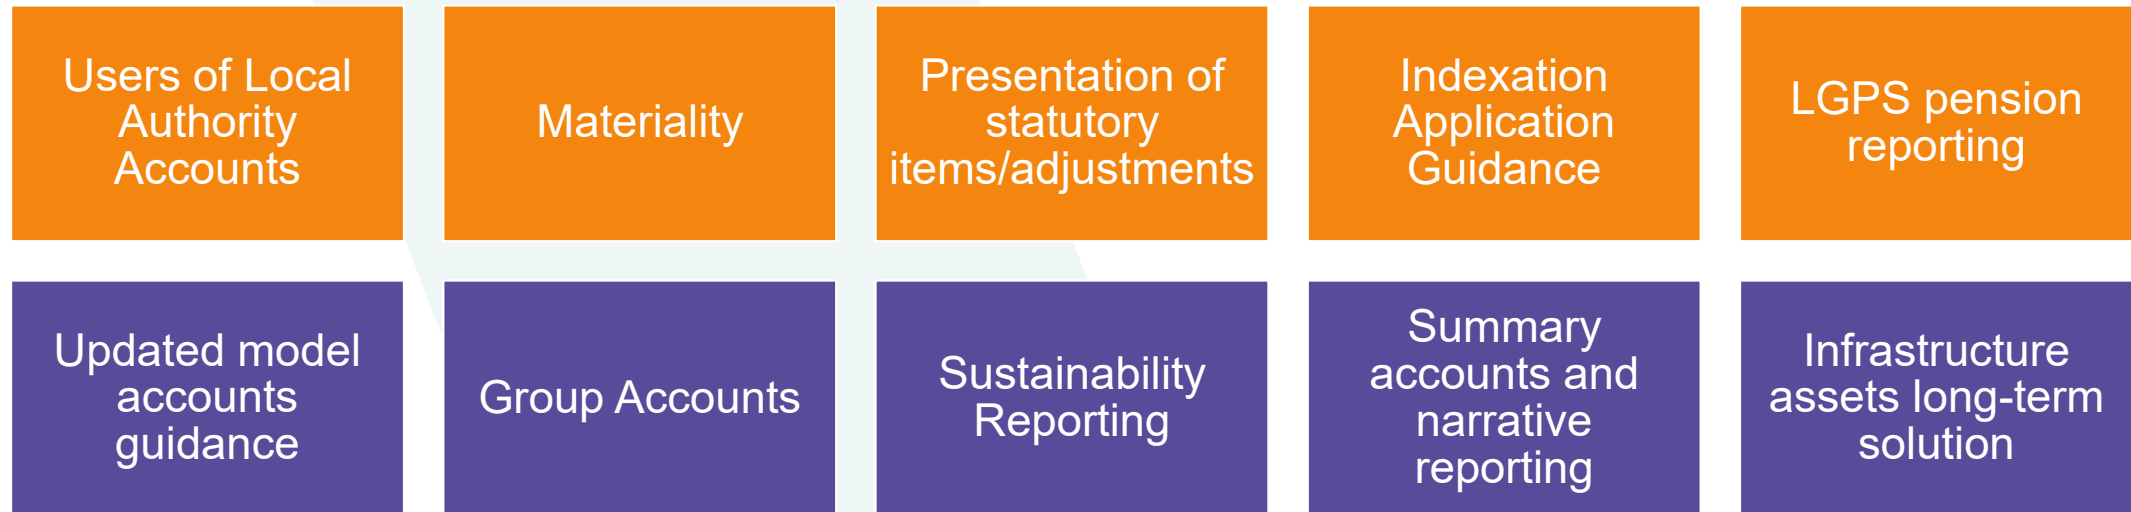 Users of Local
Authority
Accounts
Materiality
Presentation of
statutory
items/adjustments
Indexation
Application
Guidance
LGPS pension
reporting
Updated model
accounts
guidance
Group Accounts
Sustainability
Reporting
Summary
accounts and
narrative
reporting
Infrastructure
assets long-term
solution